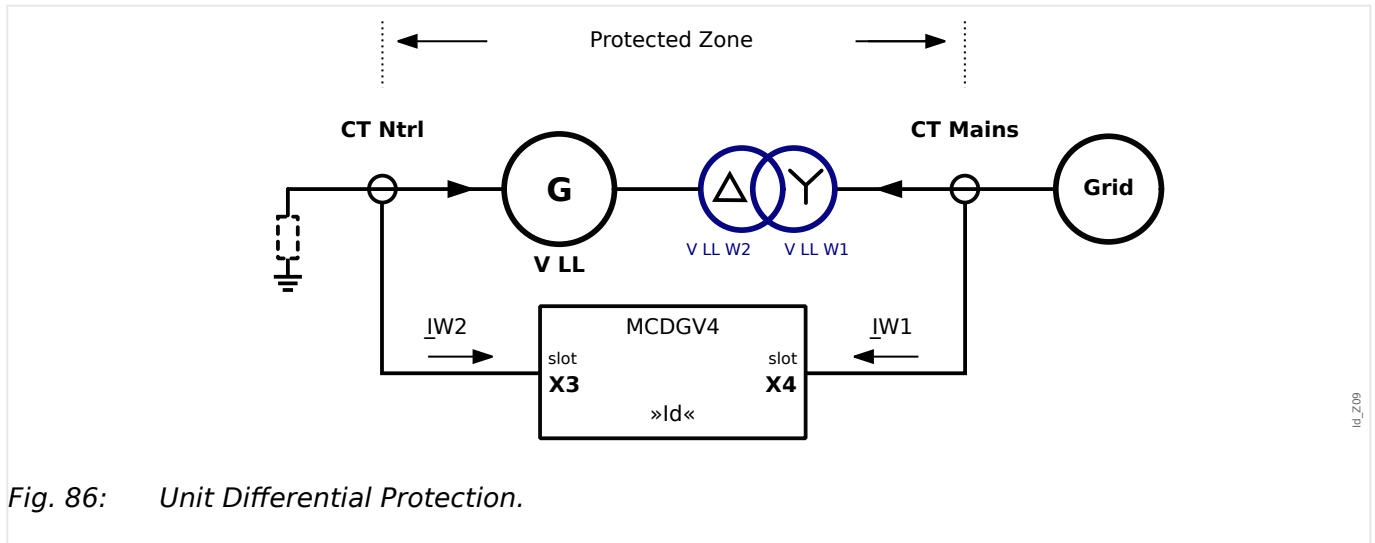 Protected Zone
CT Ntrl
CT Mains
G
Grid
V LL
V LL W2
V LL W1
IW2
MCDGV4
IW1
slot
slot
X3
X4
»Id«
Id_Z09
Fig. 86: Unit Differential Protection.